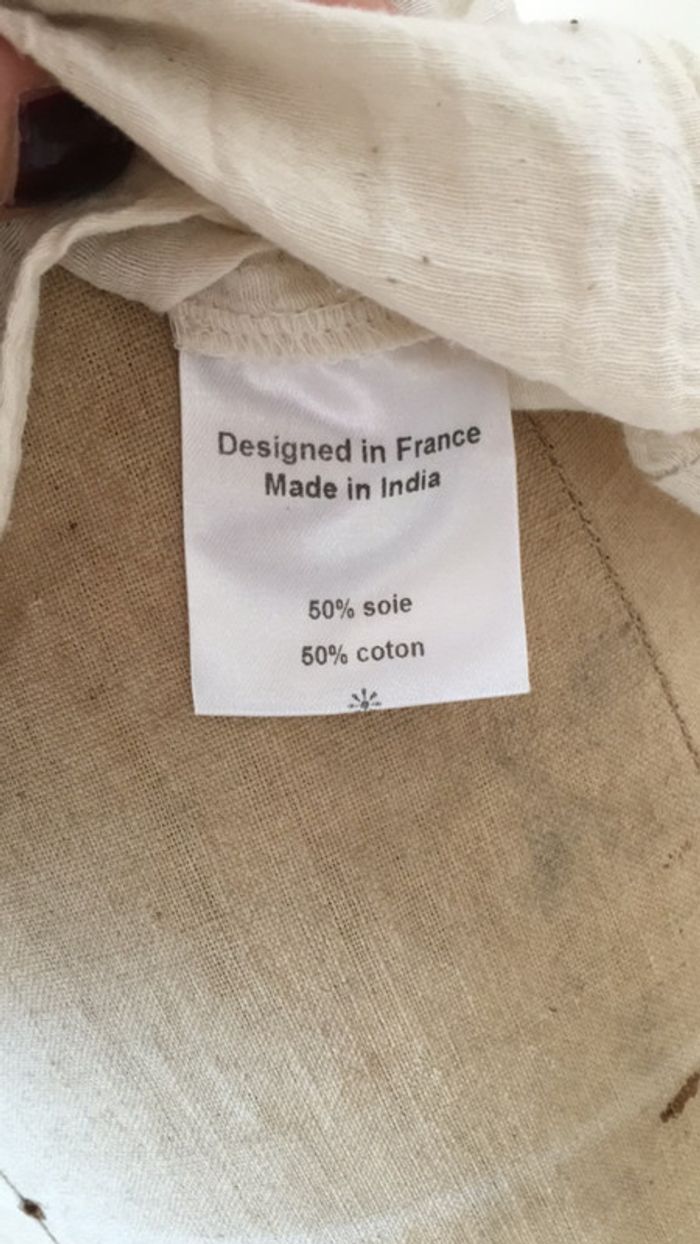 Designed in France
Made in India
50% soie
50% coton